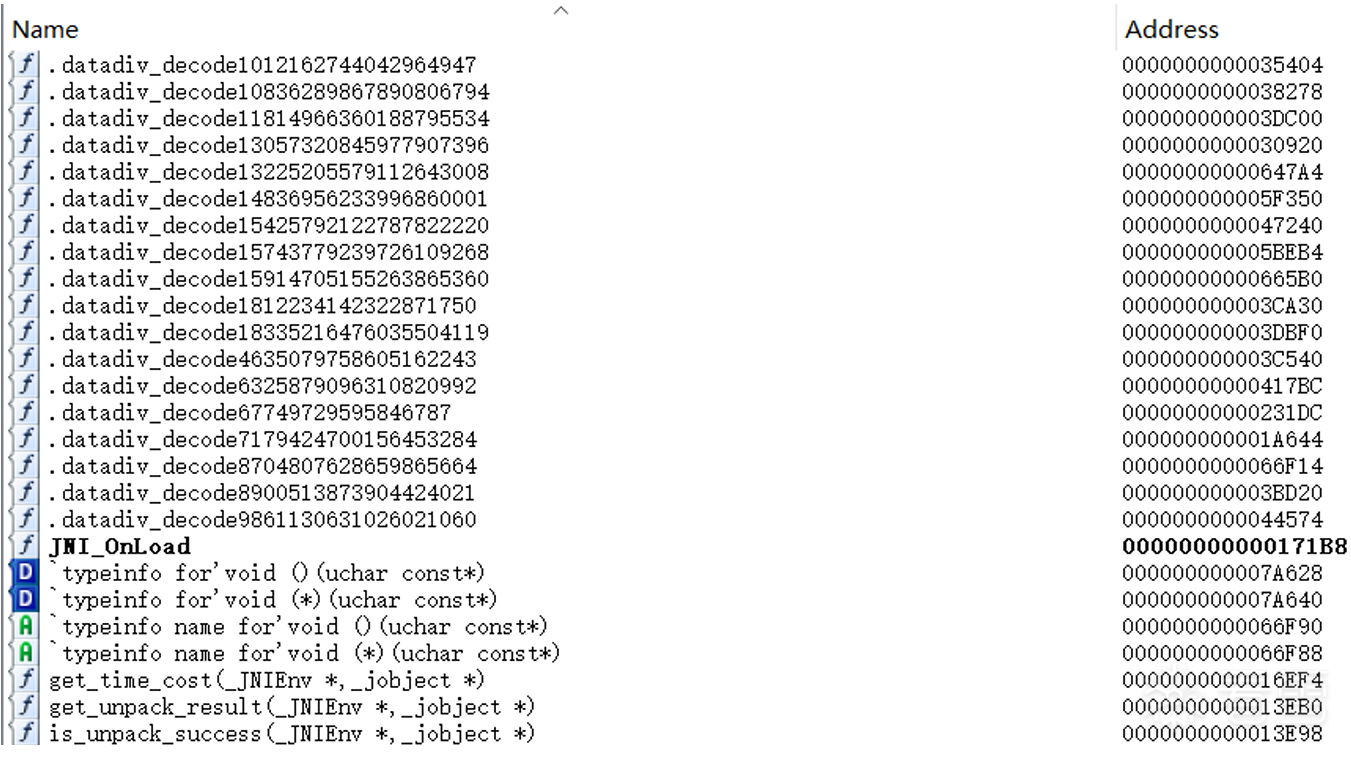 Name Address
.datadiv_decode1012162744042964947 0000000000035404
.datadiv_decode10836289867890806794 0000000000038278
.datadiv_decode11814966360188795534 000000000003DC00
.datadiv_decode13057320845977907396 0000000000030920
.datadiv_decode13225205579112643008 00000000000647A4
.datadiv_decode14836956233996860001 000000000005F350
.datadiv_decode15425792122787822220 0000000000047240
.datadiv_decode15743779239726109268 000000000005BEB4
.datadiv_decode15914705155263865360 00000000000665B0
.datadiv_decode1812234142322871750 000000000003CA30
.datadiv_decode18335216476035504119 000000000003DBF0
.datadiv_decode4635079758605162243 000000000003C540
.datadiv_decode6325879096310820992 00000000000417BC
.datadiv_decode67749729595846787 00000000000231DC
.datadiv_decode7179424700156453284 000000000001A644
.datadiv_decode8704807628659865664 0000000000066F14
.datadiv_decode8900513873904424021 000000000003BD20
.datadiv_decode9861130631026021060 0000000000044574
JNI_OnLoad 00000000000171B8
`typeinfo for'void ()(uchar const*) 000000000007A628
`typeinfo for'void (*)(uchar const*) 000000000007A640
`typeinfo name for'void ()(uchar const*) 0000000000066F90
`typeinfo name for'void (*)(uchar const*) 0000000000066F88
get_time_cost(_JNIEnv *,_jobject *) 0000000000016EF4
get_unpack_result(_JNIEnv *,_jobject *) 0000000000013EB0
is_unpack_success(_JNIEnv *,_jobject *) 0000000000013E98